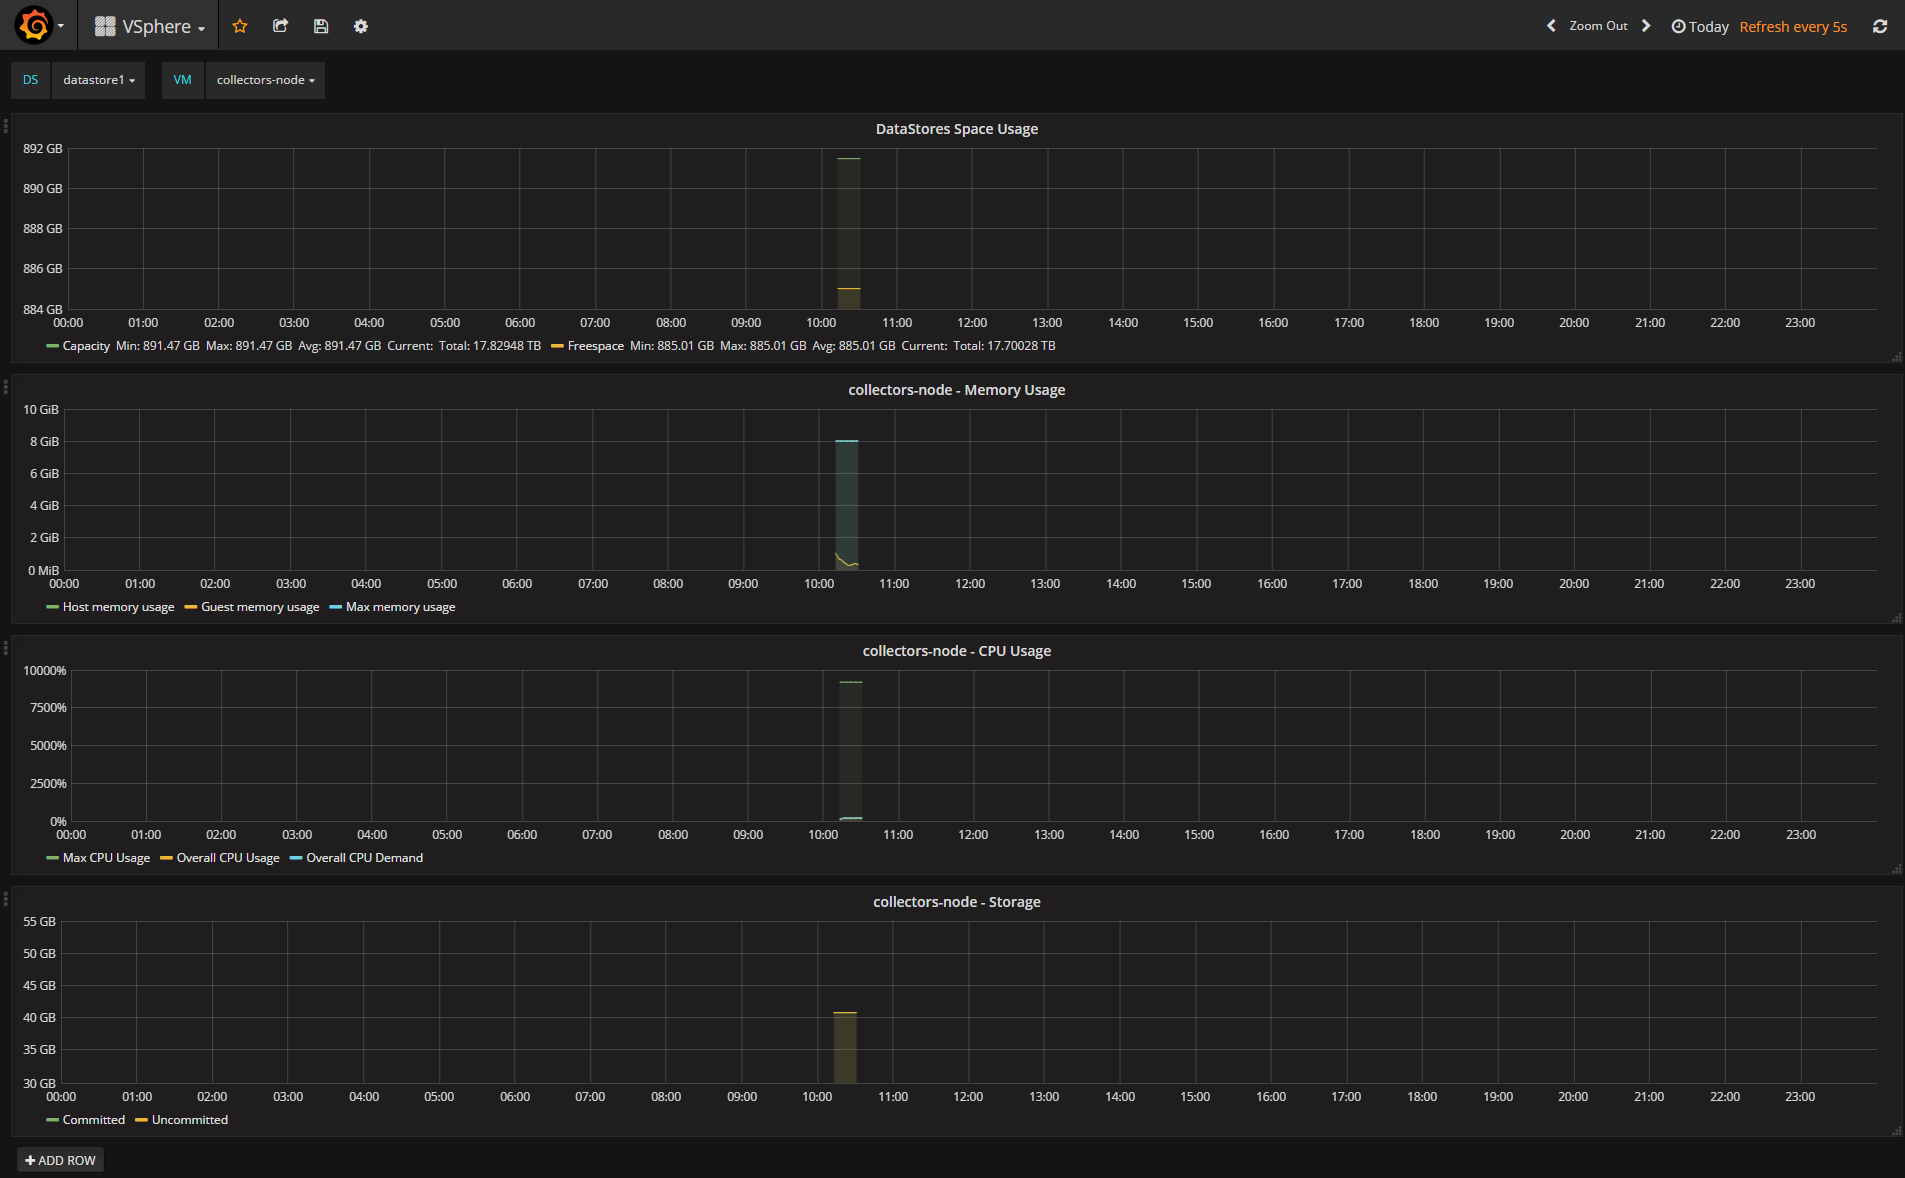 VSphere
Zoom Out Today Refresh every 5s
DS datastore1 VM collectors-node
DataStores Space Usage
892 GB
890 GB
888 GB
886 GB
884 GB
00:00 01:00 02:00 03:00 04:00 05:00 06:00 07:00 08:00 09:00 10:00 11:00 12:00 13:00 14:00 15:00 16:00 17:00 18:00 19:00 20:00 21:00 22:00 23:00
Capacity Min: 891.47 GB Max: 891.47 GB Avg: 891.47 GB Current: Total: 17.82948 TB Freespace Min: 885.01 GB Max: 885.01 GB Avg: 885.01 GB Current: Total: 17.70028 TB
collectors-node - Memory Usage
10 GiB
8 GiB
6 GiB
4 GiB
2 GiB
0 MiB
00:00 01:00 02:00 03:00 04:00 05:00 06:00 07:00 08:00 09:00 10:00 11:00 12:00 13:00 14:00 15:00 16:00 17:00 18:00 19:00 20:00 21:00 22:00 23:00
Host memory usage Guest memory usage Max memory usage
collectors-node - CPU Usage
10000%
7500%
5000%
2500%
0%
00:00 01:00 02:00 03:00 04:00 05:00 06:00 07:00 08:00 09:00 10:00 11:00 12:00 13:00 14:00 15:00 16:00 17:00 18:00 19:00 20:00 21:00 22:00 23:00
Max CPU Usage Overall CPU Usage Overall CPU Demand
collectors-node - Storage
55 GB
50 GB
45 GB
40 GB
35 GB
30 GB
00:00 01:00 02:00 03:00 04:00 05:00 06:00 07:00 08:00 09:00 10:00 11:00 12:00 13:00 14:00 15:00 16:00 17:00 18:00 19:00 20:00 21:00 22:00 23:00
Committed Uncommitted
ADD ROW